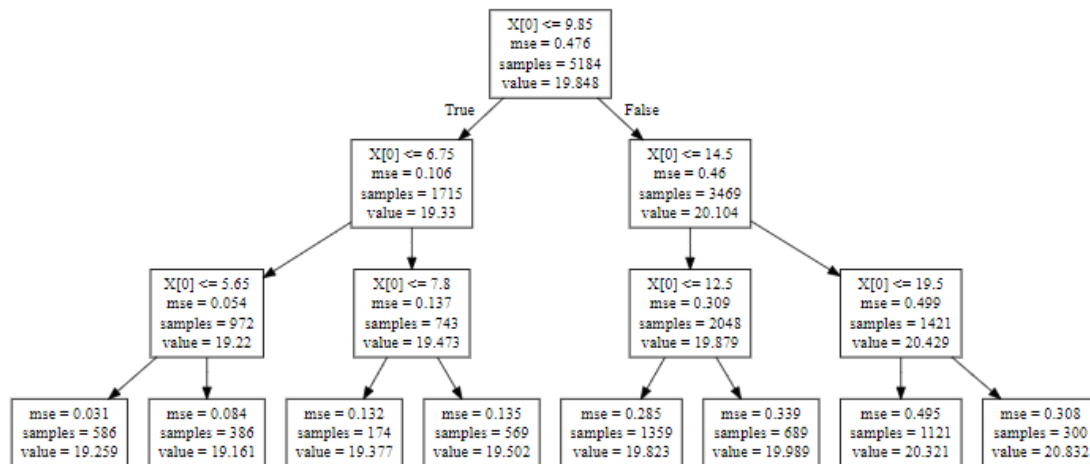 X[0] <= 9.85
mse = 0.476
samples = 5184
value = 19.848
True
False
X[0] <= 6.75
mse = 0.106
samples = 1715
value = 19.33
X[0] <= 14.5
mse = 0.46
samples = 3469
value = 20.104
X[0] <= 5.65
mse = 0.054
samples = 972
value = 19.22
X[0] <= 7.8
mse = 0.137
samples = 743
value = 19.473
X[0] <= 12.5
mse = 0.309
samples = 2048
value = 19.879
X[0] <= 19.5
mse = 0.499
samples = 1421
value = 20.429
mse = 0.031
samples = 586
value = 19.259
mse = 0.084
samples = 386
value = 19.161
mse = 0.132
samples = 174
value = 19.377
mse = 0.135
samples = 569
value = 19.502
mse = 0.285
samples = 1359
value = 19.823
mse = 0.339
samples = 689
value = 19.989
mse = 0.495
samples = 1121
value = 20.321
mse = 0.308
samples = 300
value = 20.832